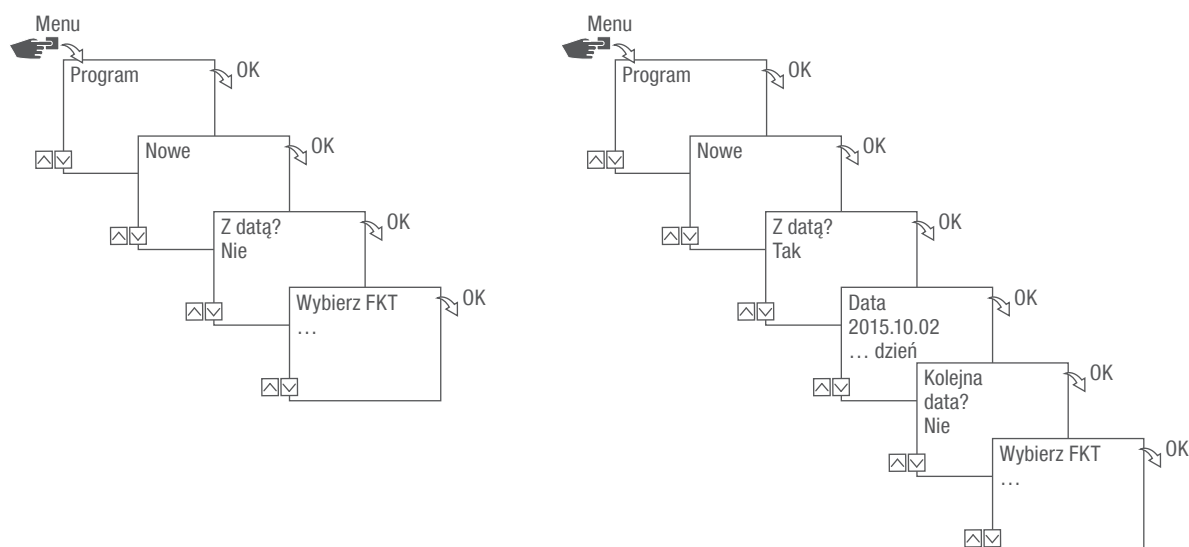 Menu
Program
OK
Nowe
OK
Z datą?
Nie
OK
Wybierz FKT
...
OK
Menu
Program
OK
Nowe
OK
Z datą?
Tak
OK
Data
2015.10.02
... dzień
OK
Kolejna
data?
Nie
OK
Wybierz FKT
...
OK